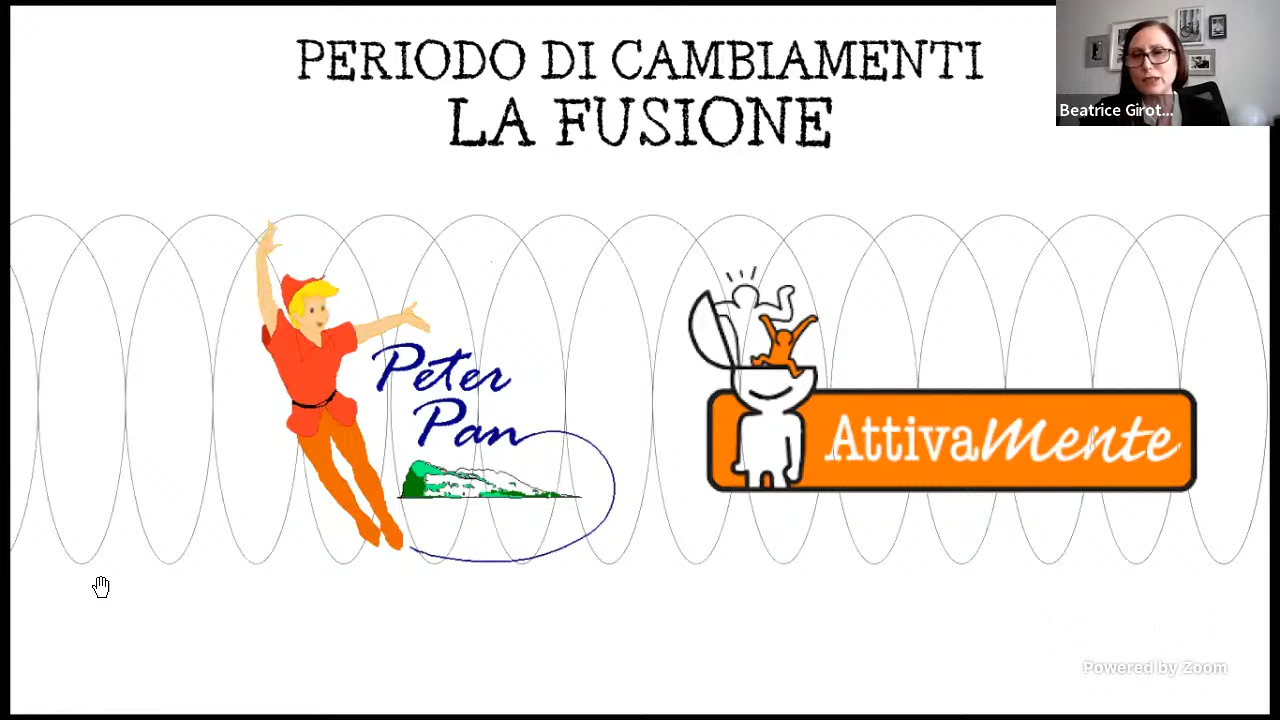 PERIODO DI CAMBIAMENTI
LA FUSIONE
Beatrice Girot...
Peter
Pan
AttivaMente
Powered by Zoom